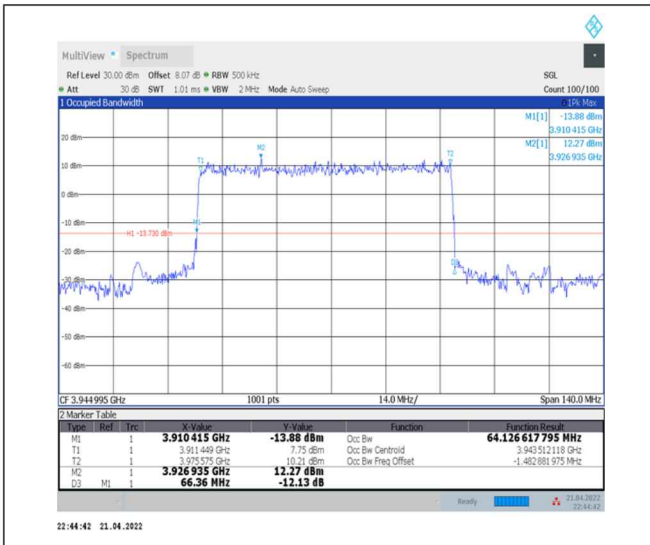 MultiView Spectrum
Ref Level 30.00 dBm Offset 8.07 dB RBW 500 kHz SGL
Att 30 dB SWT 1.01 ms VBW 2 MHz Mode Auto Sweep Count 100/100
1 Occupied Bandwidth 1Pk Max
M1[1] -13.88 dBm
3.910 415 GHz
M2[1] 12.27 dBm
3.926 935 GHz
20 dBm
M2
T1
T2
10 dBm
0 dBm
-10 dBm
M1
H1 -13.730 dBm
-20 dBm
-30 dBm
-40 dBm
-50 dBm
-60 dBm
CF 3.944 995 GHz 1001 pts 14.0 MHz/ Span 140.0 MHz
2 Marker Table
Type Ref Trc X-Value Y-Value Function Function Result
M1 1 3.910 415 GHz -13.88 dBm Occ Bw 64.126 617 795 MHz
T1 1 3.911 449 GHz 7.75 dBm Occ Bw Centroid 3.943 512 118 GHz
T2 1 3.975 575 GHz 10.21 dBm Occ Bw Freq Offset -1.482 881 975 MHz
M2 1 3.926 935 GHz 12.27 dBm
D3 M1 1 66.36 MHz -12.13 dB
Ready 21.04.2022
22:44:42
22:44:42 21.04.2022